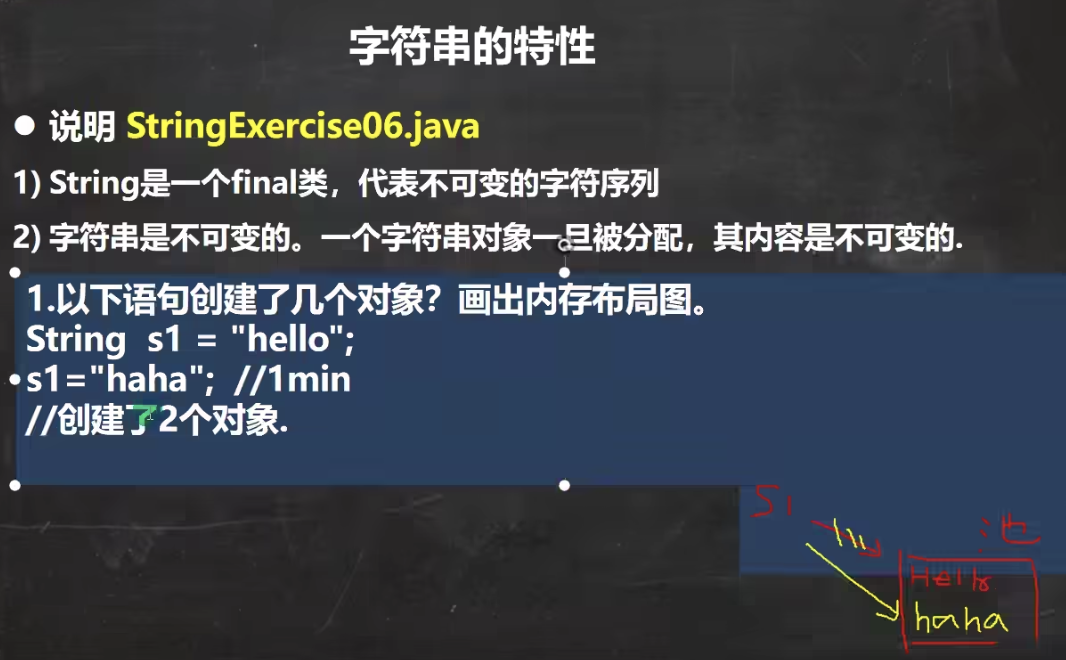 字符串的特性
● 说明 StringExercise06.java
1) String是一个final类，代表不可变的字符序列
2) 字符串是不可变的。一个字符串对象一旦被分配，其内容是不可变的.
1.以下语句创建了几个对象？画出内存布局图。
String s1 = "hello";
s1="haha"; //1min
//创建了2个对象.
S1
池
Hello
haha